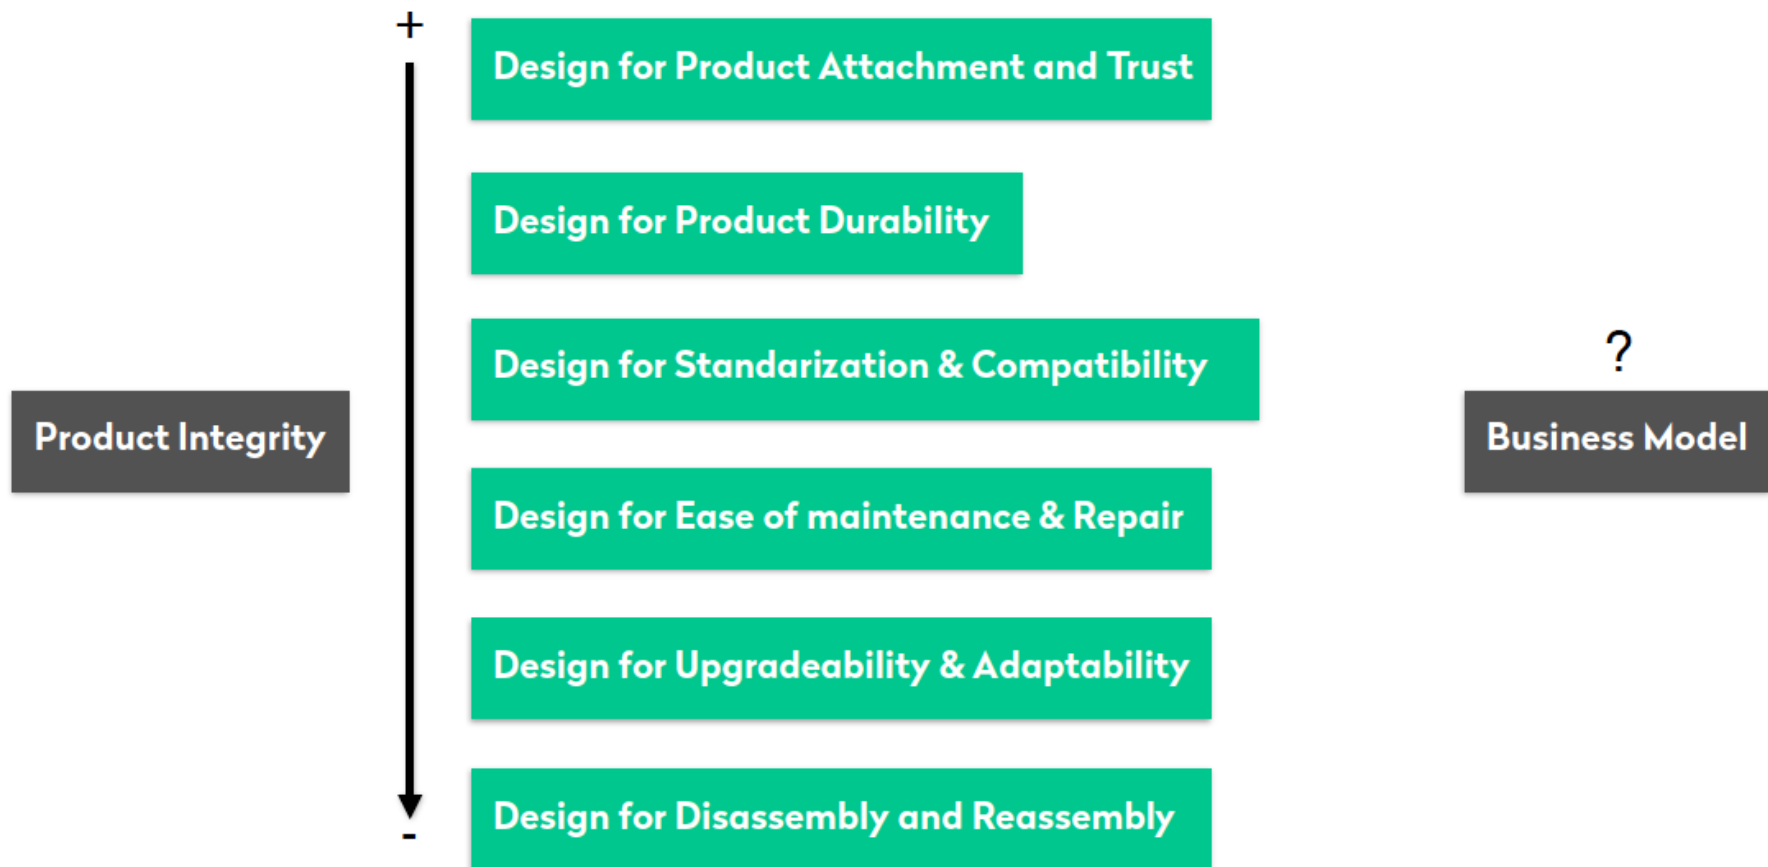 +
Design for Product Attachment and Trust
Design for Product Durability
Design for Standarization & Compatibility
?
Product Integrity
Business Model
Design for Ease of maintenance & Repair
Design for Upgradeability & Adaptability
Design for Disassembly and Reassembly
-